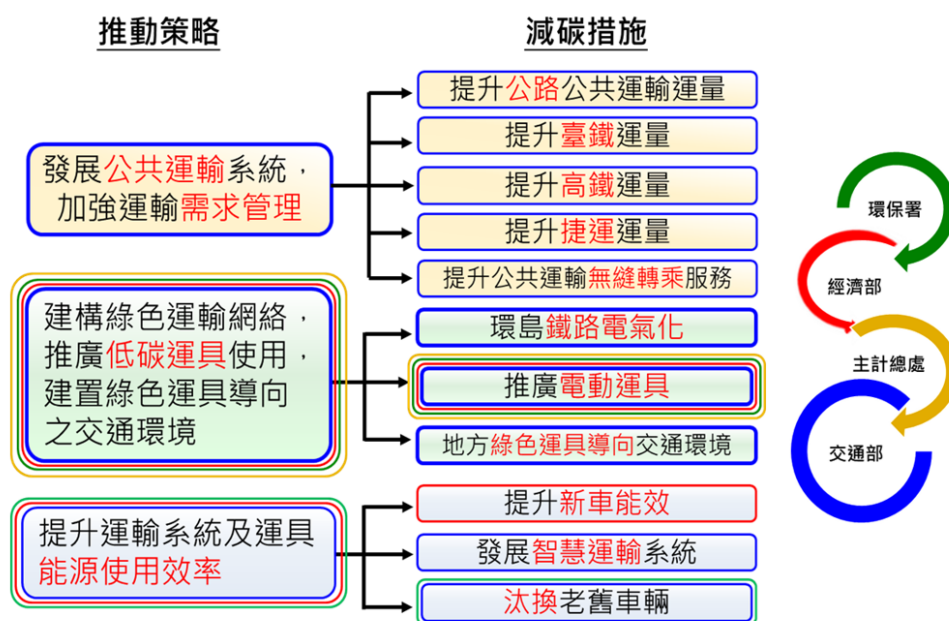 推動策略
減碳措施
發展公共運輸系統，
加強運輸需求管理
提升公路公共運輸運量
提升臺鐵運量
提升高鐵運量
提升捷運運量
提升公共運輸無縫轉乘服務
建構綠色運輸網絡，
推廣低碳運具使用，
建置綠色運具導向
之交通環境
環島鐵路電氣化
推廣電動運具
地方綠色運具導向交通環境
提升運輸系統及運具
能源使用效率
提升新車能效
發展智慧運輸系統
汰換老舊車輛
環保署
經濟部
主計總處
交通部